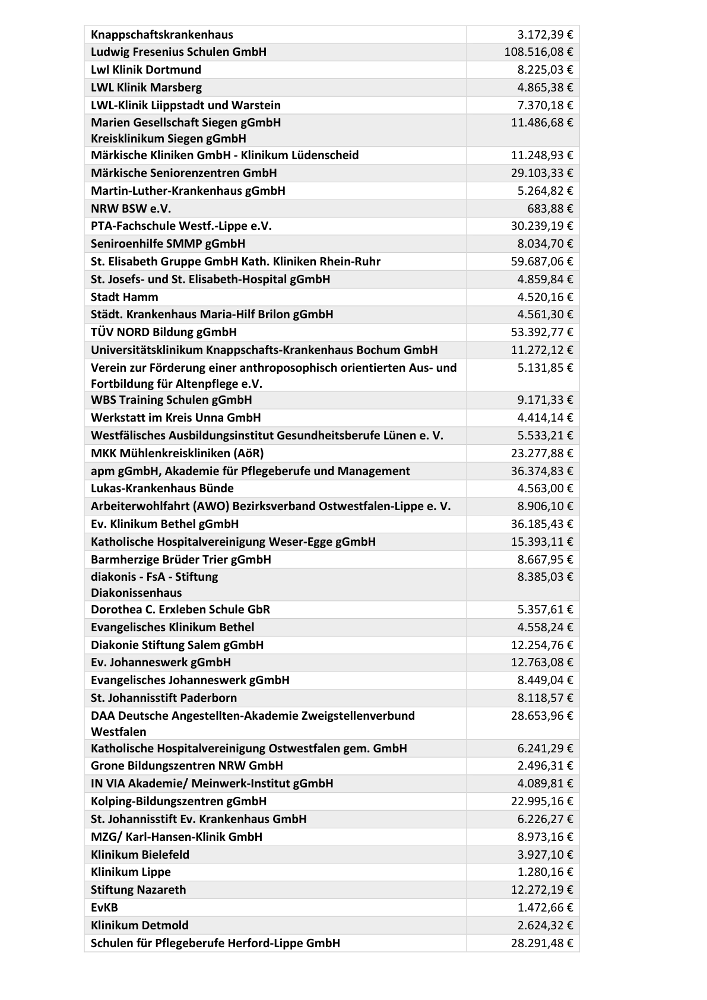 Knappschaftskrankenhaus 3.172,39 €
Ludwig Fresenius Schulen GmbH 108.516,08 €
Lwl Klinik Dortmund 8.225,03 €
LWL Klinik Marsberg 4.865,38 €
LWL-Klinik Liippstadt und Warstein 7.370,18 €
Marien Gesellschaft Siegen gGmbH 11.486,68 €
Kreisklinikum Siegen gGmbH
Märkische Kliniken GmbH - Klinikum Lüdenscheid 11.248,93 €
Märkische Seniorenzentren GmbH 29.103,33 €
Martin-Luther-Krankenhaus gGmbH 5.264,82 €
NRW BSW e.V. 683,88 €
PTA-Fachschule Westf.-Lippe e.V. 30.239,19 €
Seniroenhilfe SMMP gGmbH 8.034,70 €
St. Elisabeth Gruppe GmbH Kath. Kliniken Rhein-Ruhr 59.687,06 €
St. Josefs- und St. Elisabeth-Hospital gGmbH 4.859,84 €
Stadt Hamm 4.520,16 €
Städt. Krankenhaus Maria-Hilf Brilon gGmbH 4.561,30 €
TÜV NORD Bildung gGmbH 53.392,77 €
Universitätsklinikum Knappschafts-Krankenhaus Bochum GmbH 11.272,12 €
Verein zur Förderung einer anthroposophisch orientierten Aus- und 5.131,85 €
Fortbildung für Altenpflege e.V.
WBS Training Schulen gGmbH 9.171,33 €
Werkstatt im Kreis Unna GmbH 4.414,14 €
Westfälisches Ausbildungsinstitut Gesundheitsberufe Lünen e. V. 5.533,21 €
MKK Mühlenkreiskliniken (AöR) 23.277,88 €
apm gGmbH, Akademie für Pflegeberufe und Management 36.374,83 €
Lukas-Krankenhaus Bünde 4.563,00 €
Arbeiterwohlfahrt (AWO) Bezirksverband Ostwestfalen-Lippe e. V. 8.906,10 €
Ev. Klinikum Bethel gGmbH 36.185,43 €
Katholische Hospitalvereinigung Weser-Egge gGmbH 15.393,11 €
Barmherzige Brüder Trier gGmbH 8.667,95 €
diakonis - FsA - Stiftung 8.385,03 €
Diakonissenhaus
Dorothea C. Erxleben Schule GbR 5.357,61 €
Evangelisches Klinikum Bethel 4.558,24 €
Diakonie Stiftung Salem gGmbH 12.254,76 €
Ev. Johanneswerk gGmbH 12.763,08 €
Evangelisches Johanneswerk gGmbH 8.449,04 €
St. Johannisstift Paderborn 8.118,57 €
DAA Deutsche Angestellten-Akademie Zweigstellenverbund 28.653,96 €
Westfalen
Katholische Hospitalvereinigung Ostwestfalen gem. GmbH 6.241,29 €
Grone Bildungszentren NRW GmbH 2.496,31 €
IN VIA Akademie/ Meinwerk-Institut gGmbH 4.089,81 €
Kolping-Bildungszentren gGmbH 22.995,16 €
St. Johannisstift Ev. Krankenhaus GmbH 6.226,27 €
MZG/ Karl-Hansen-Klinik GmbH 8.973,16 €
Klinikum Bielefeld 3.927,10 €
Klinikum Lippe 1.280,16 €
Stiftung Nazareth 12.272,19 €
EvKB 1.472,66 €
Klinikum Detmold 2.624,32 €
Schulen für Pflegeberufe Herford-Lippe GmbH 28.291,48 €